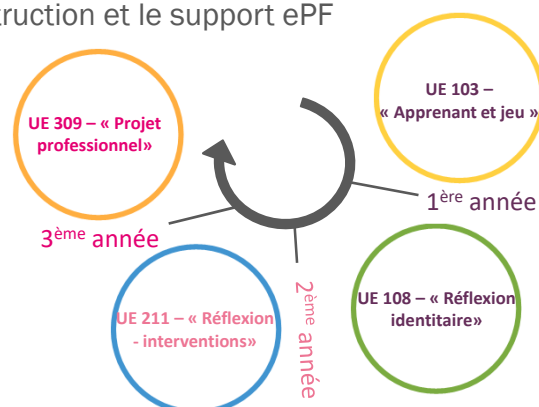 truction et le support ePF
UE 103 –
« Apprenant et jeu »
UE 309 – « Projet
professionnel»
1ère année
3ème année
2ème année
UE 108 – « Réflexion
identitaire»
UE 211 – « Réflexion
- interventions»